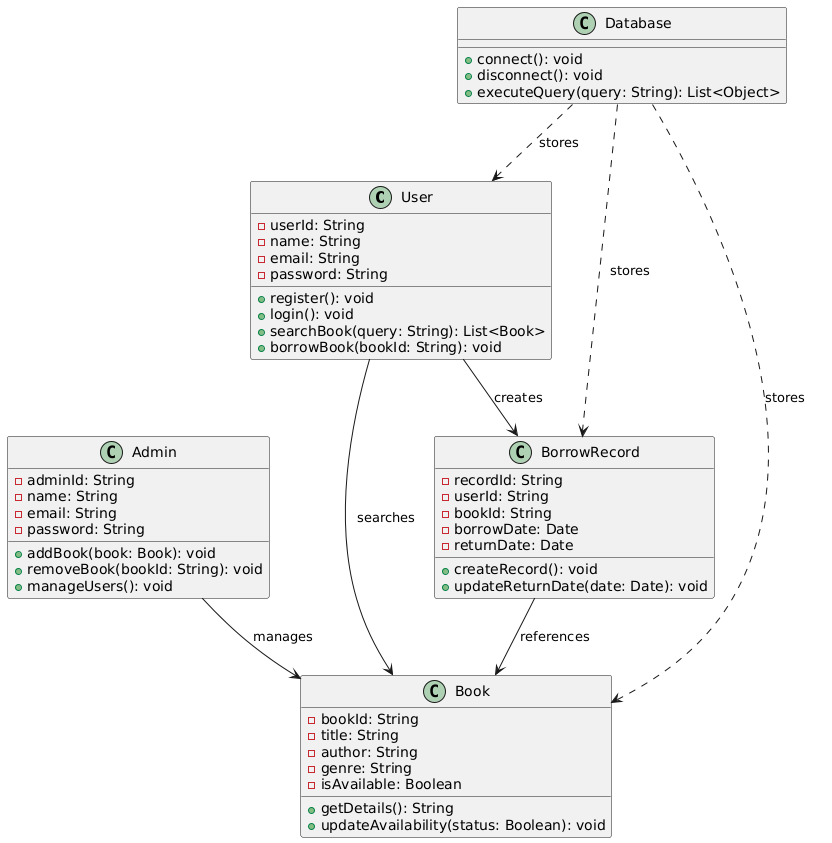 C Database
connect(): void
disconnect(): void
executeQuery(query: String): List<Object>
stores
C User
userId: String
name: String
email: String
password: String
register(): void
login(): void
searchBook(query: String): List<Book>
borrowBook(bookId: String): void
stores
creates
stores
C Admin
adminId: String
name: String
email: String
password: String
addBook(book: Book): void
removeBook(bookId: String): void
manageUsers(): void
C BorrowRecord
recordId: String
userId: String
bookId: String
borrowDate: Date
returnDate: Date
createRecord(): void
updateReturnDate(date: Date): void
searches
manages
references
C Book
bookId: String
title: String
author: String
genre: String
isAvailable: Boolean
getDetails(): String
updateAvailability(status: Boolean): void